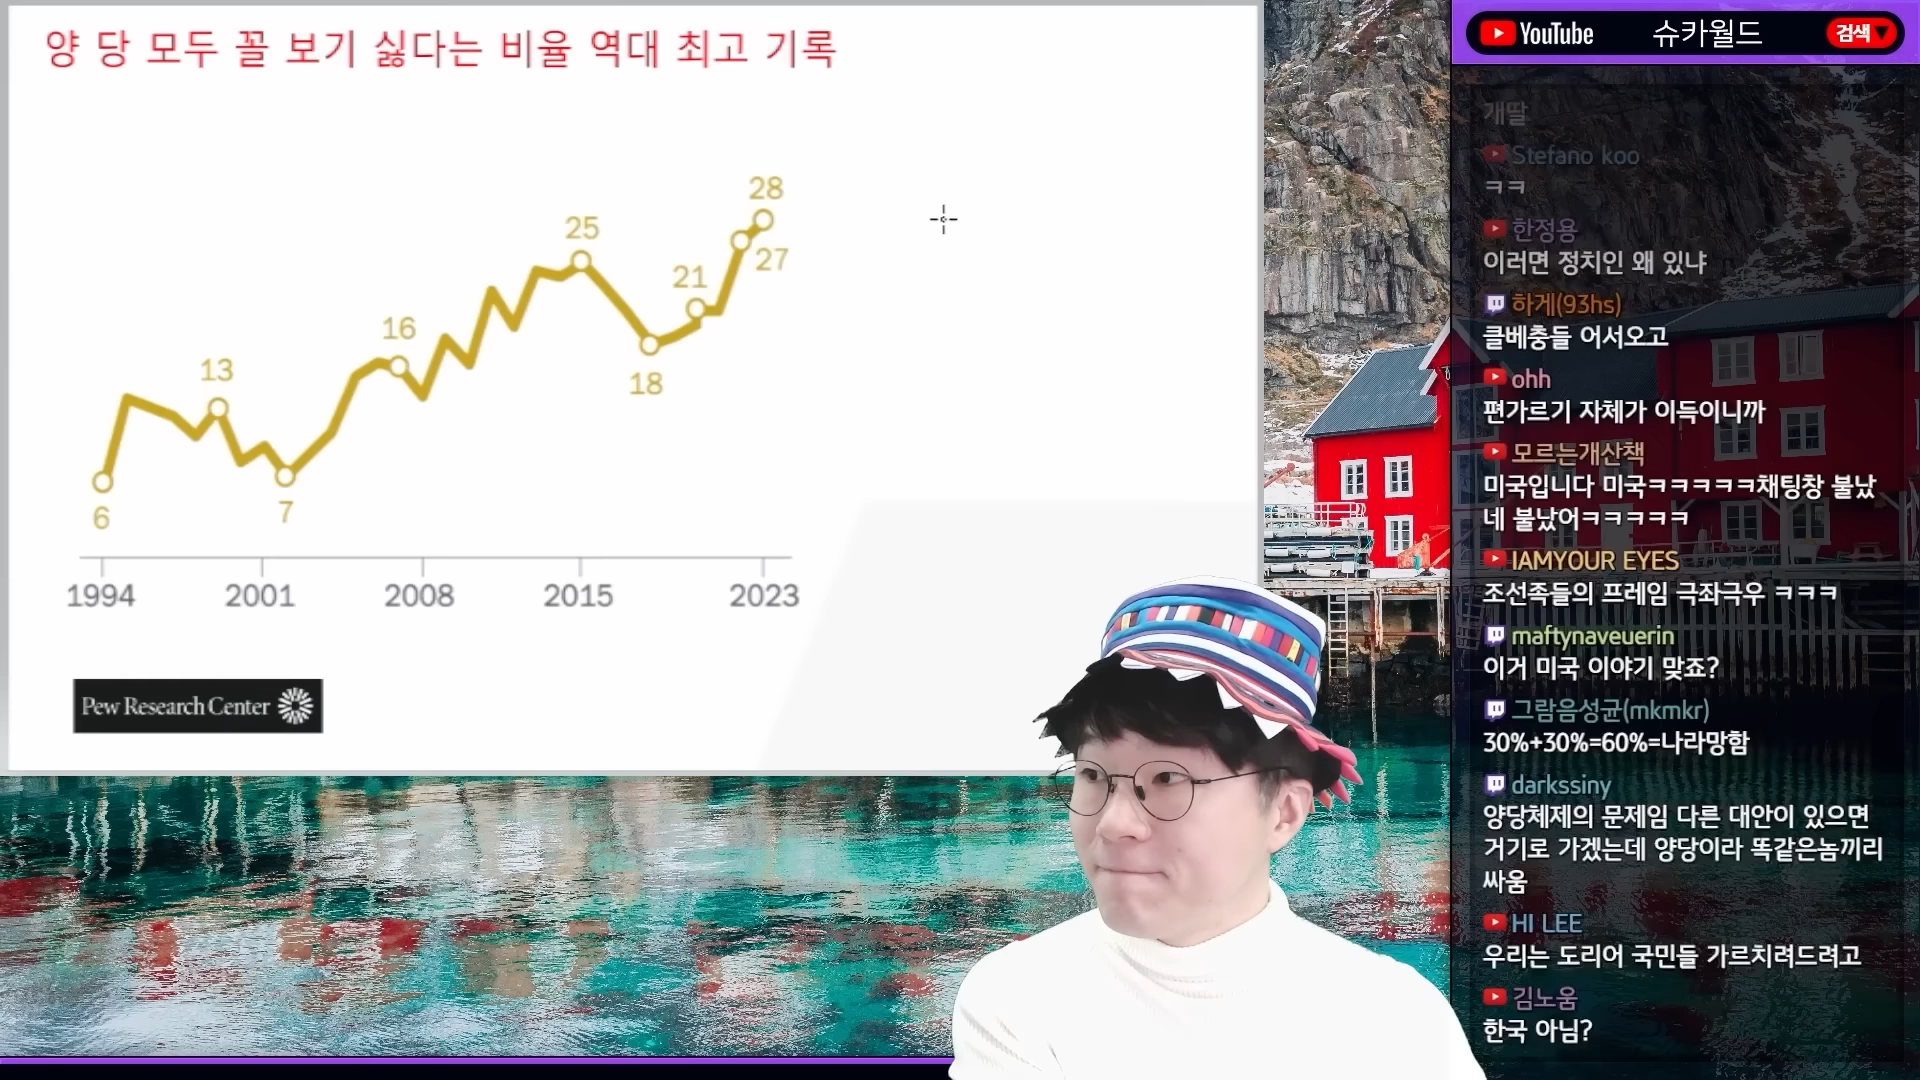 양 당 모두 꼴 보기 싫다는 비율 역대 최고 기록
28
25
27
21
16
13
18
7
6
1994 2001 2008 2015 2023
Pew Research Center
YouTube 슈카월드 검색
개딸
Stefano koo
ㅋㅋ
한정용
이러면 정치인 왜 있냐
하게(93hs)
클베충들 어서오고
ohh
편가르기 자체가 이득이니까
모르는개산책
미국입니다 미국ㅋㅋㅋㅋㅋ채팅창 불났
네 불났어ㅋㅋㅋㅋㅋ
IAMYOUR EYES
조선족들의 프레임 극좌극우 ㅋㅋㅋ
maftynaveuerin
이거 미국 이야기 맞죠?
그람음성균(mkmkr)
30%+30%=60%=나라망함
darkssiny
양당체제의 문제임 다른 대안이 있으면
거기로 가겠는데 양당이라 똑같은놈끼리
싸움
HI LEE
우리는 도리어 국민들 가르치려드려고
김노움
한국 아님?